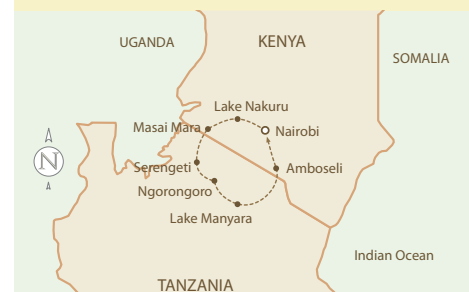 UGANDA
KENYA
SOMALIA
Lake Nakuru
Masai Mara
Nairobi
N
Serengeti
Amboseli
Ngorongoro
Lake Manyara
Indian Ocean
TANZANIA